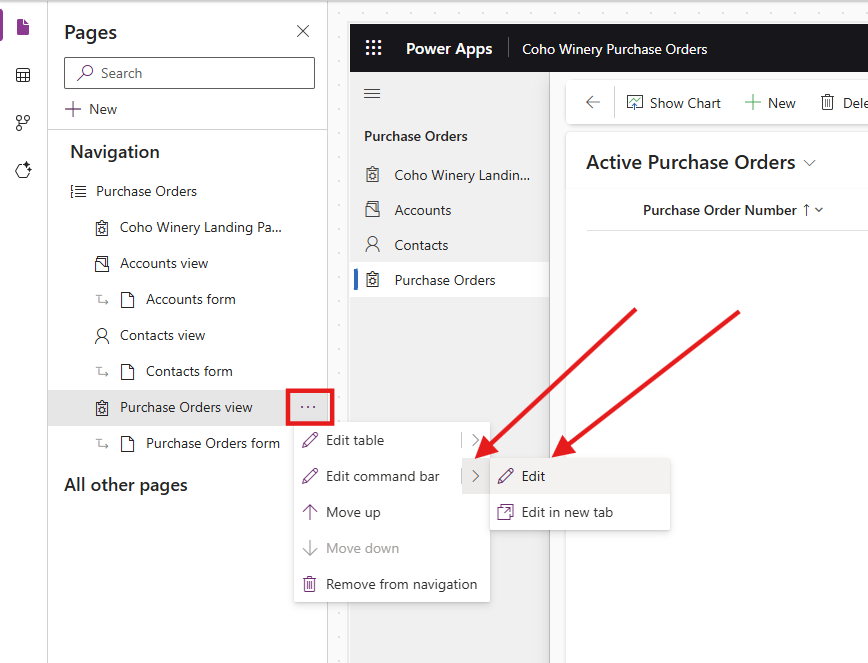 Pages
Search
New
Navigation
Purchase Orders
Coho Winery Landing Pa...
Accounts view
Accounts form
Contacts view
Contacts form
Purchase Orders view
...
Purchase Orders form
All other pages
Edit table
Edit command bar
Move up
Move down
Remove from navigation
Edit
Edit in new tab
Power Apps
Coho Winery Purchase Orders
Purchase Orders
Coho Winery Landin...
Accounts
Contacts
Purchase Orders
Show Chart
New
Dele
Active Purchase Orders
Purchase Order Number